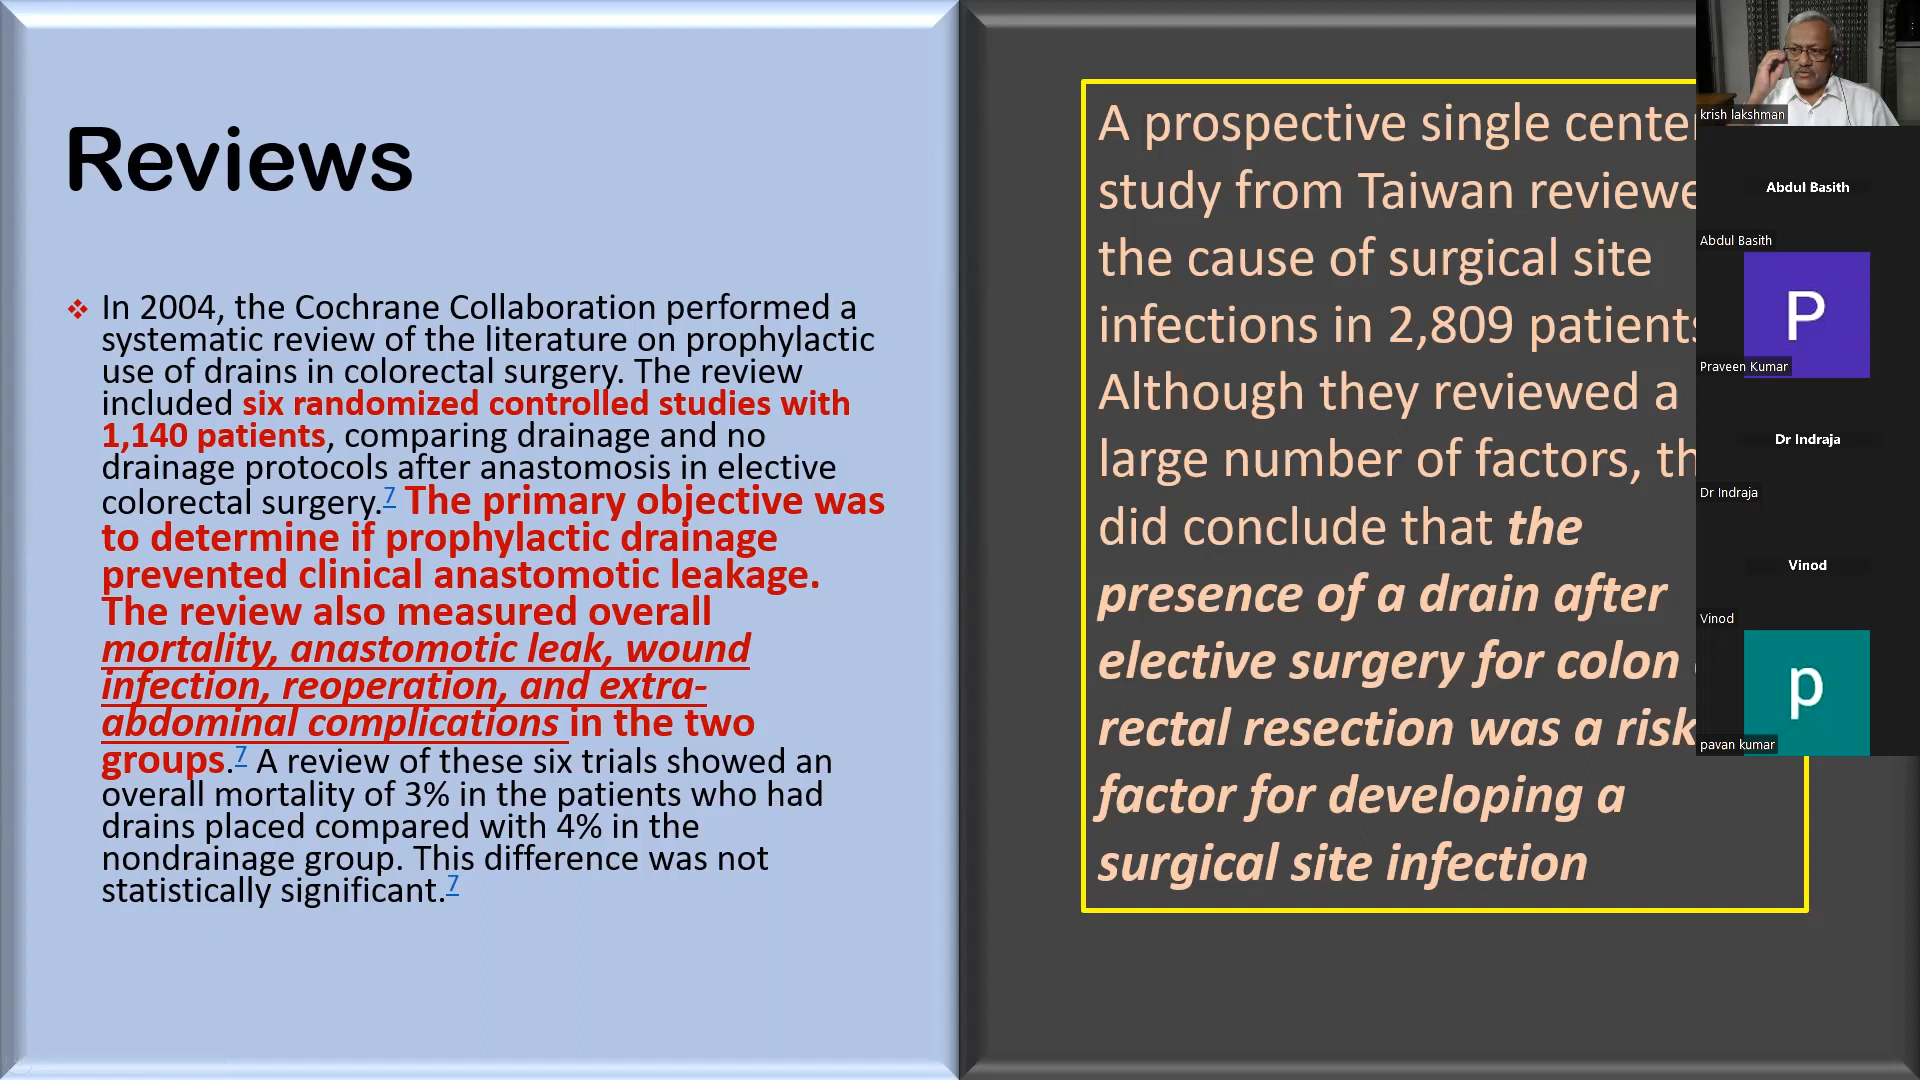 Reviews
❖ In 2004, the Cochrane Collaboration performed a
systematic review of the literature on prophylactic
use of drains in colorectal surgery. The review
included six randomized controlled studies with
1,140 patients, comparing drainage and no
drainage protocols after anastomosis in elective
colorectal surgery.7 The primary objective was
to determine if prophylactic drainage
prevented clinical anastomotic leakage.
The review also measured overall
mortality, anastomotic leak, wound
infection, reoperation, and extra-
abdominal complications in the two
groups.7 A review of these six trials showed an
overall mortality of 3% in the patients who had
drains placed compared with 4% in the
nondrainage group. This difference was not
statistically significant.7
A prospective single center
study from Taiwan reviewe
the cause of surgical site
infections in 2,809 patients
Although they reviewed a
large number of factors, th
did conclude that the
presence of a drain after
elective surgery for colon
rectal resection was a risk
factor for developing a
surgical site infection
krish lakshman
Abdul Basith
Abdul Basith
P
Praveen Kumar
Dr Indraja
Dr Indraja
Vinod
Vinod
p
pavan kumar